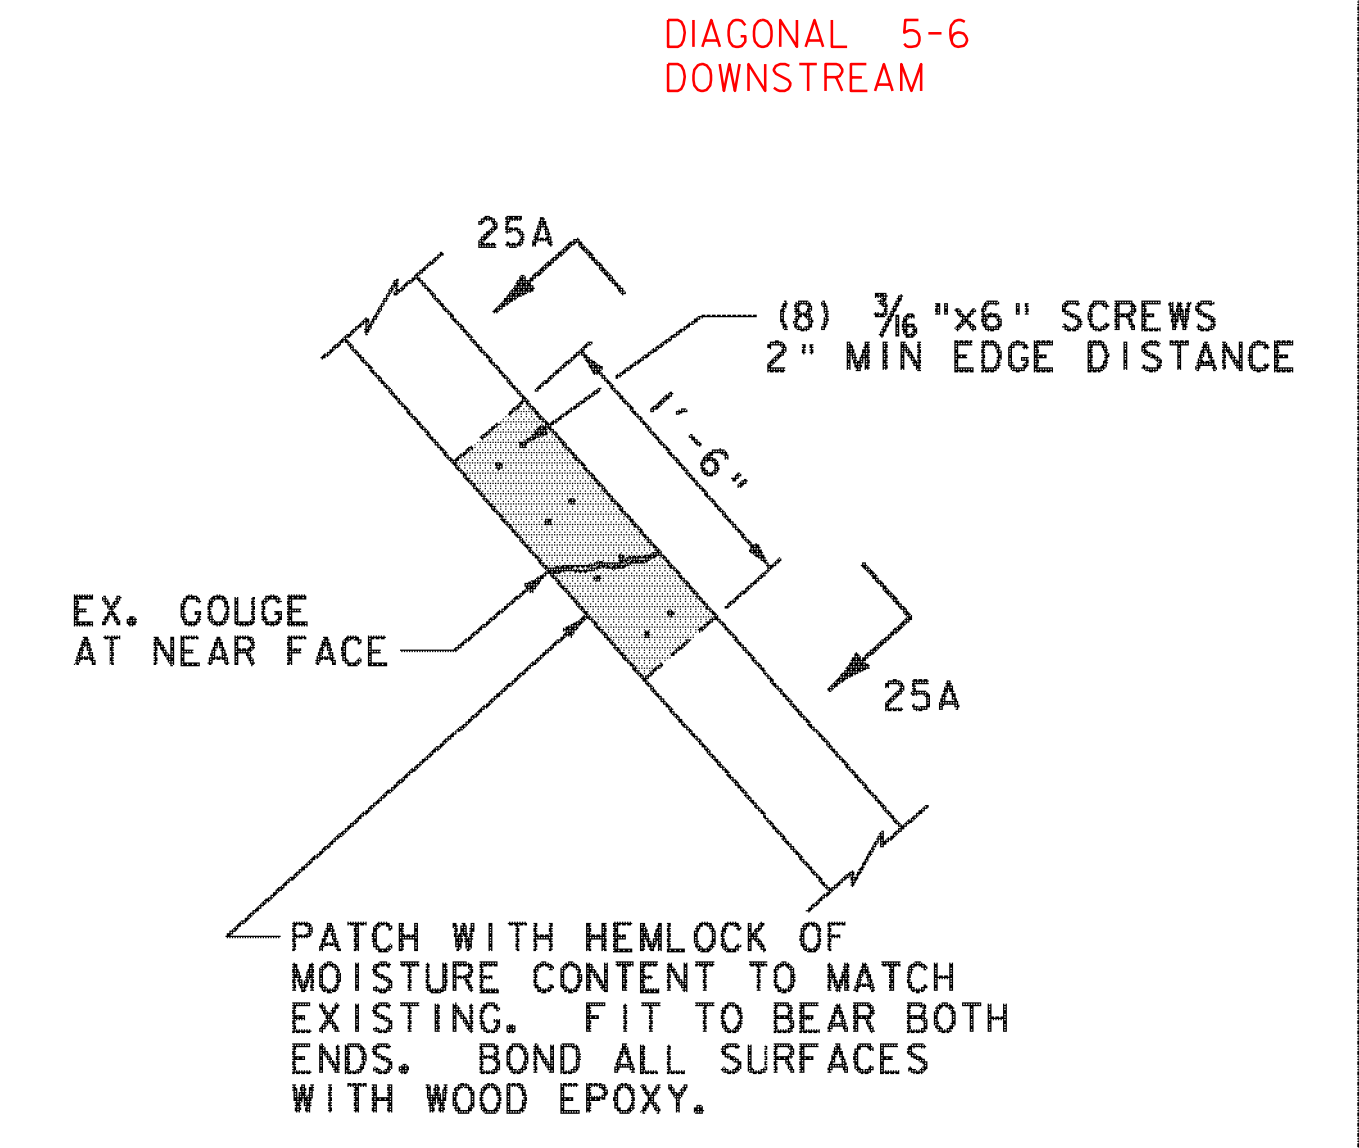 DIAGONAL 5-6
DOWNSTREAM
25A
(8) 3/16"x6" SCREWS
2" MIN EDGE DISTANCE
1'-6"
EX. GOUGE
AT NEAR FACE
25A
PATCH WITH HEMLOCK OF
MOISTURE CONTENT TO MATCH
EXISTING. FIT TO BEAR BOTH
ENDS. BOND ALL SURFACES
WITH WOOD EPOXY.